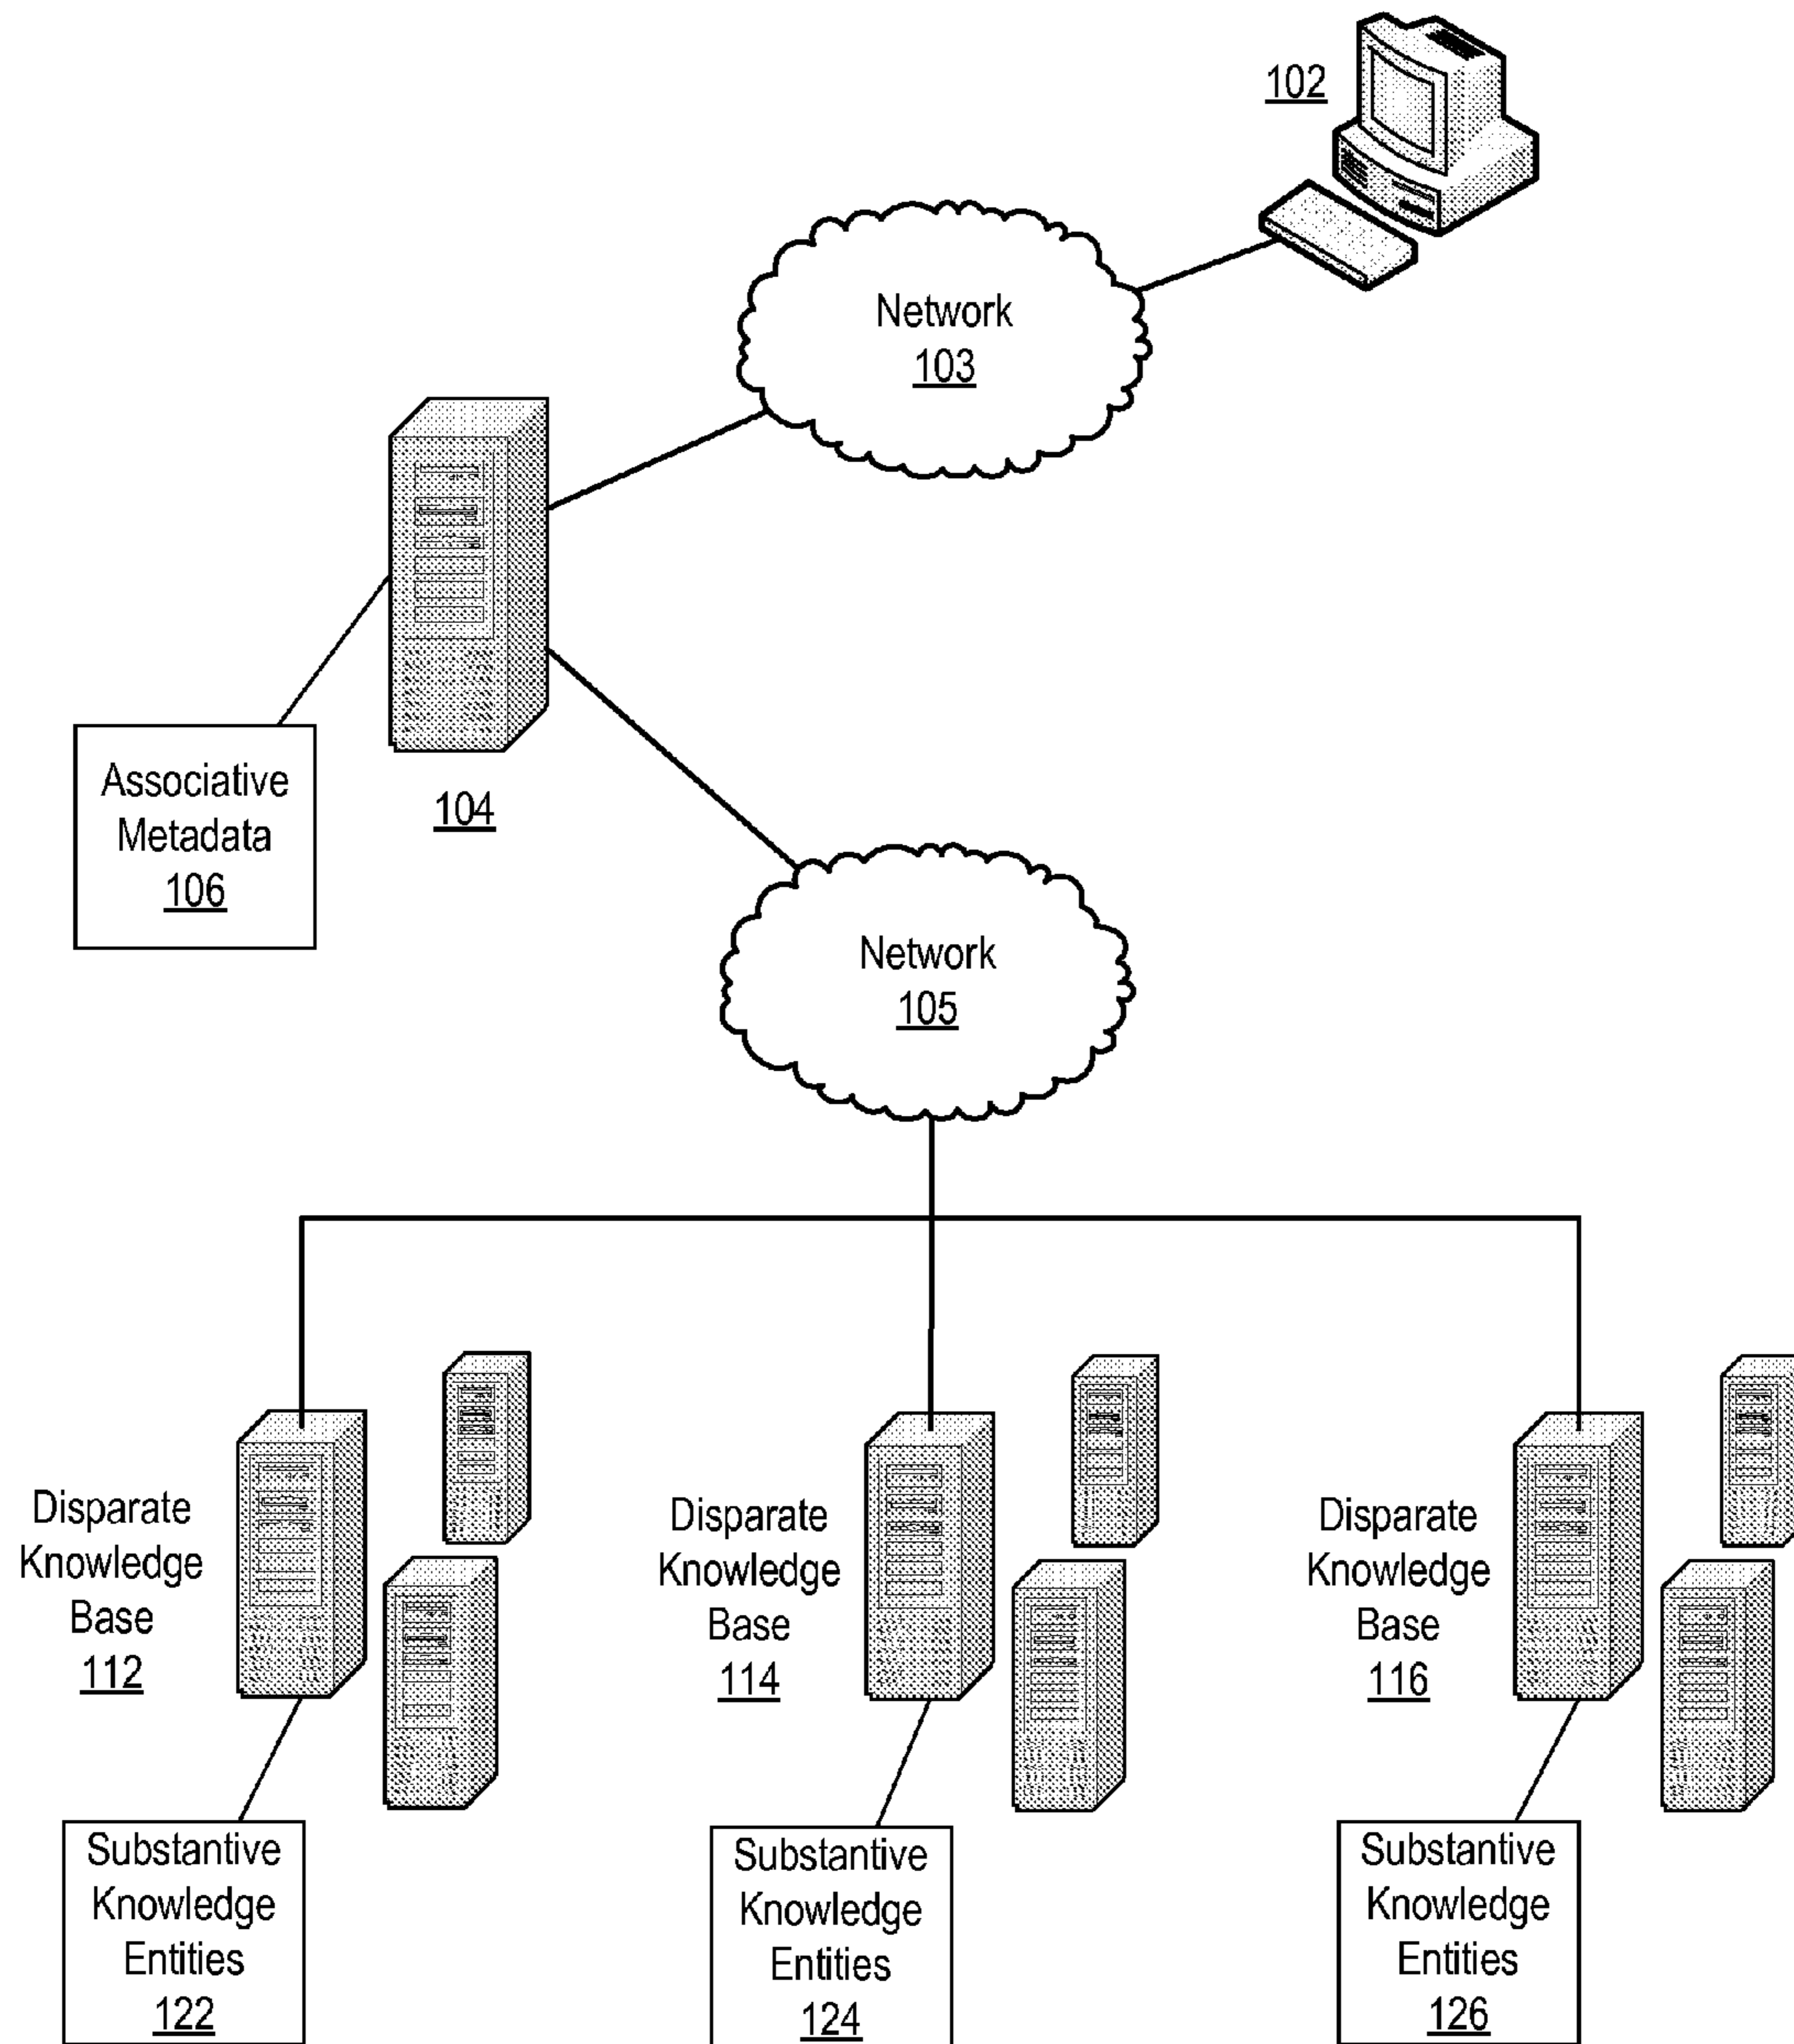 102
Network
103
104
Associative
Metadata
106
Network
105
Disparate
Knowledge
Base
112
Disparate
Knowledge
Base
114
Disparate
Knowledge
Base
116
Substantive
Knowledge
Entities
122
Substantive
Knowledge
Entities
124
Substantive
Knowledge
Entities
126